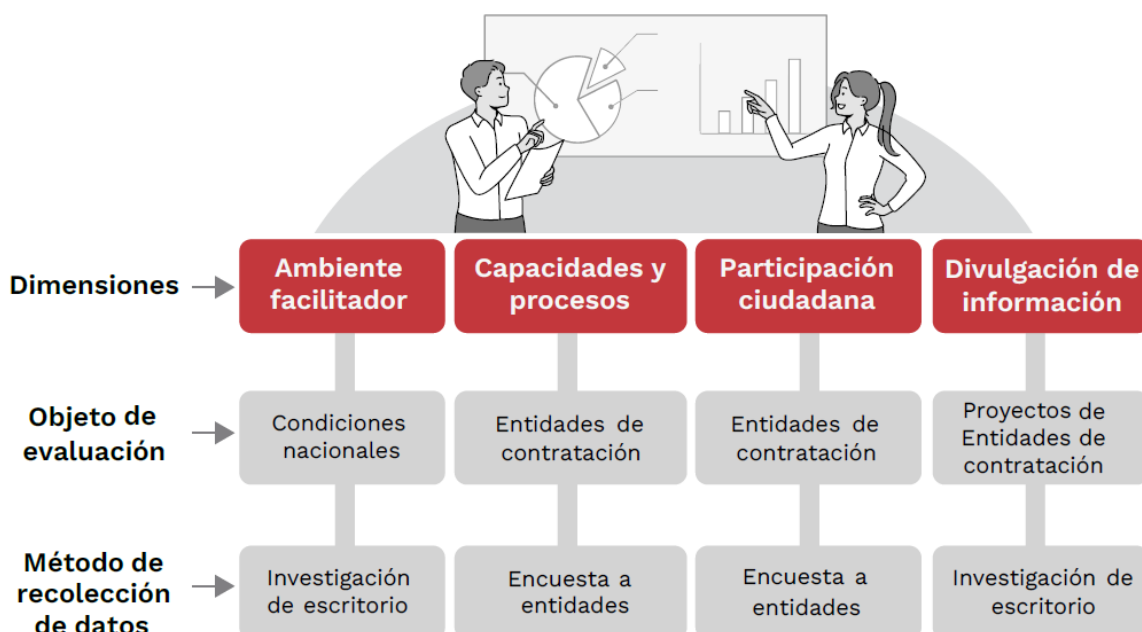 Dimensiones
Ambiente
facilitador
Capacidades y
procesos
Participación
ciudadana
Divulgación de
información
Objeto de
evaluación
Condiciones
nacionales
Entidades de
contratación
Entidades de
contratación
Proyectos de
Entidades de
contratación
Método de
recolección
de datos
Investigación
de escritorio
Encuesta a
entidades
Encuesta a
entidades
Investigación de
escritorio